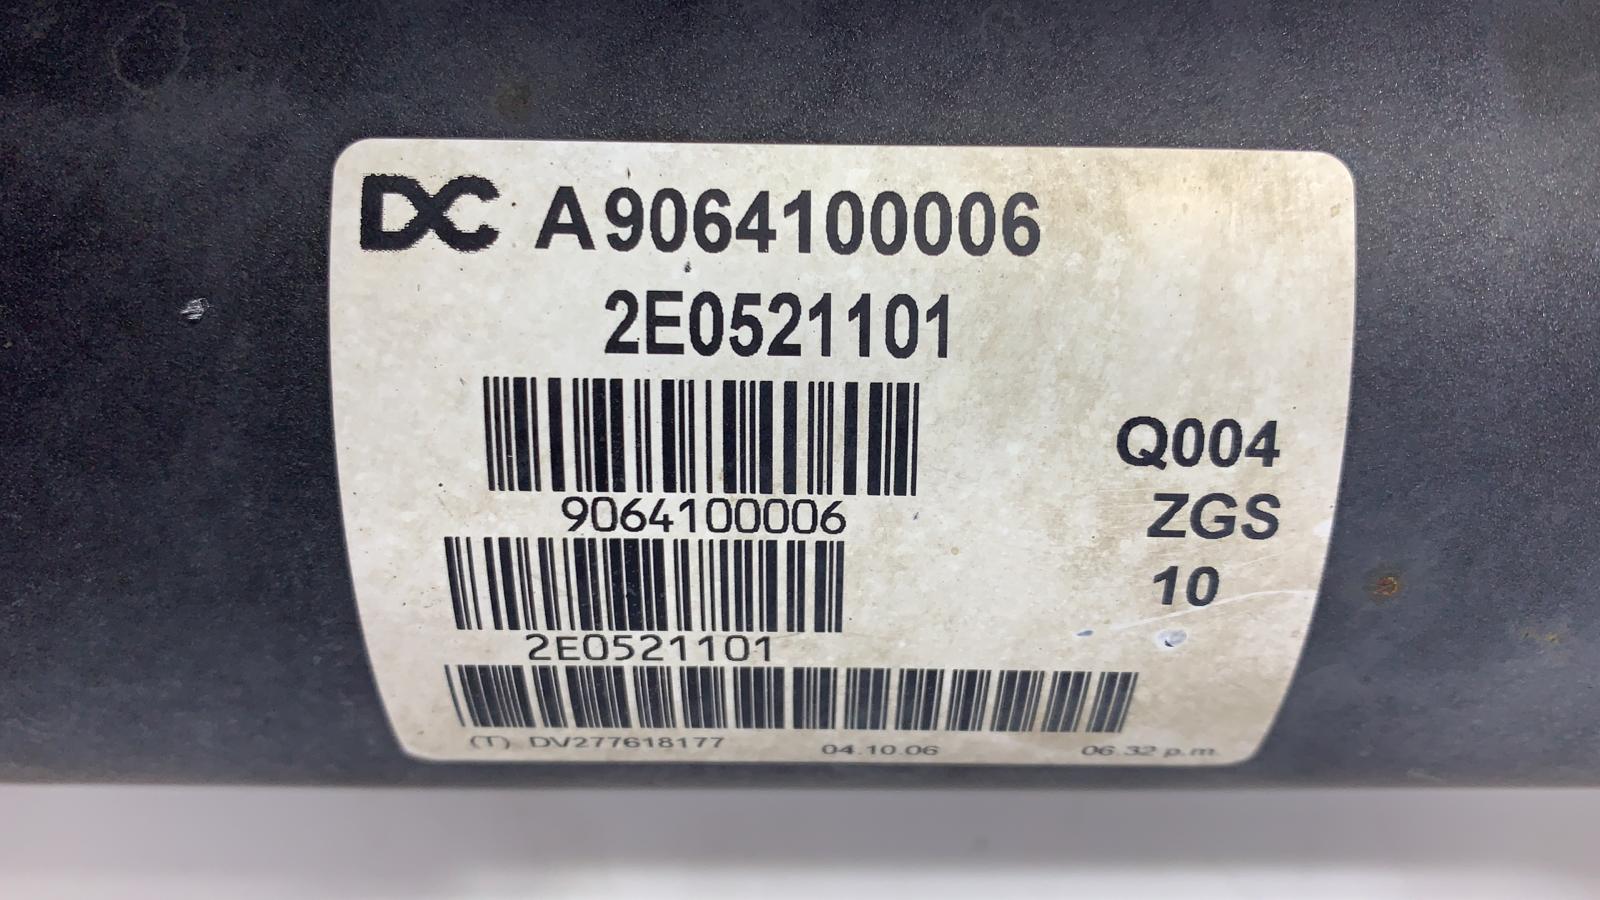 DC A9064100006
2E0521101
9064100006
2E0521101
Q004
ZGS
10
(T) DV277618177 04.10.06 06.32 p.m.